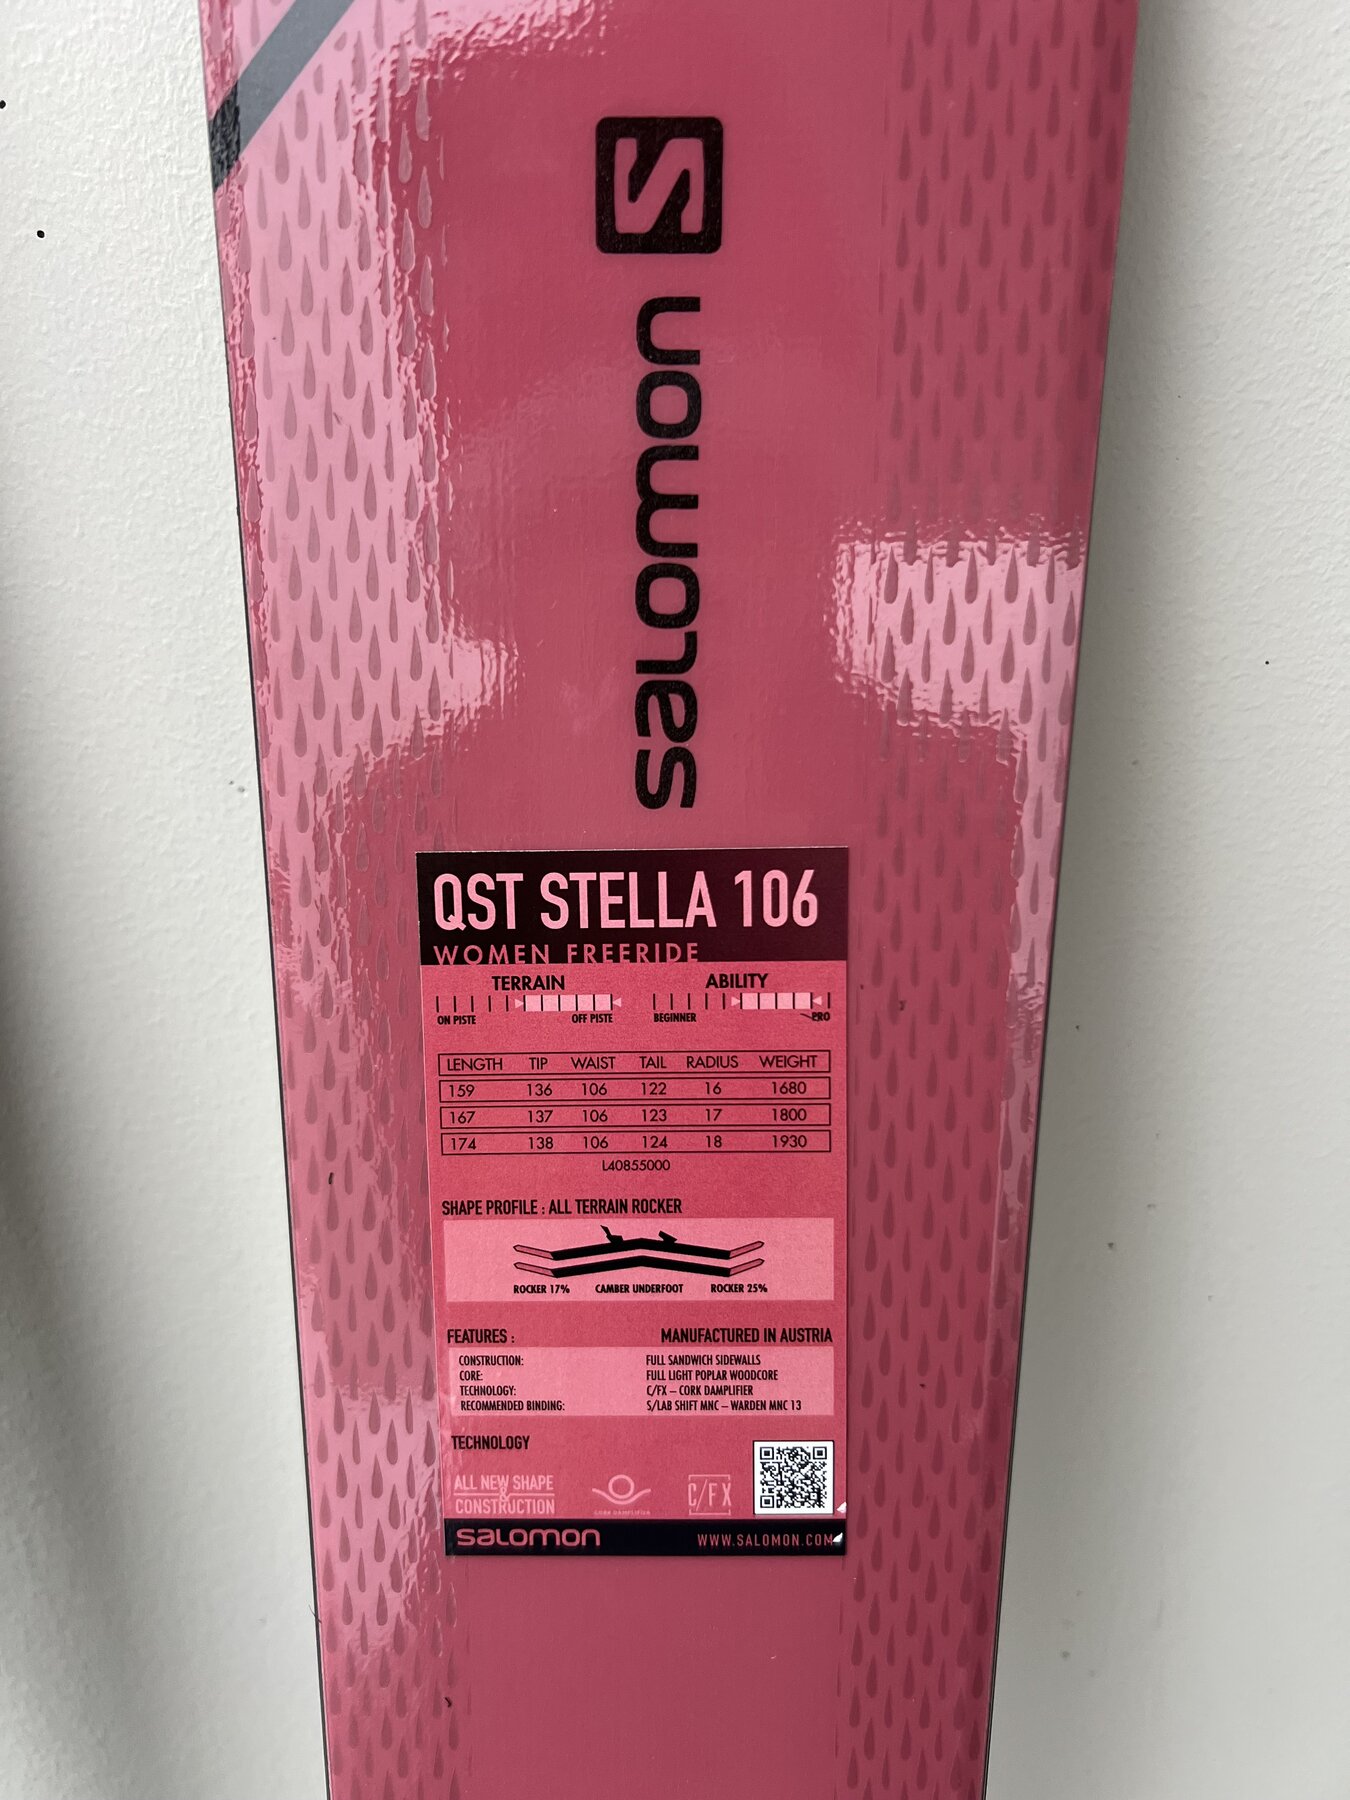 S
salomon
QST STELLA 106
WOMEN FREERIDE
TERRAIN ABILITY
ON PISTE OFF PISTE BEGINNER PRO
LENGTH TIP WAIST TAIL RADIUS WEIGHT
159 136 106 122 16 1680
167 137 106 123 17 1800
174 138 106 124 18 1930
L40855000
SHAPE PROFILE : ALL TERRAIN ROCKER
ROCKER 17% CAMBER UNDERFOOT ROCKER 25%
FEATURES : MANUFACTURED IN AUSTRIA
CONSTRUCTION: FULL SANDWICH SIDEWALLS
CORE: FULL LIGHT POPLAR WOODCORE
TECHNOLOGY: C/FX – CORK DAMPLIFIER
RECOMMENDED BINDING: S/LAB SHIFT MNC – WARDEN MNC 13
TECHNOLOGY
ALL NEW SHAPE
&
CONSTRUCTION
CORK DAMPLIFIER
C/FX
salomon WWW.SALOMON.COM